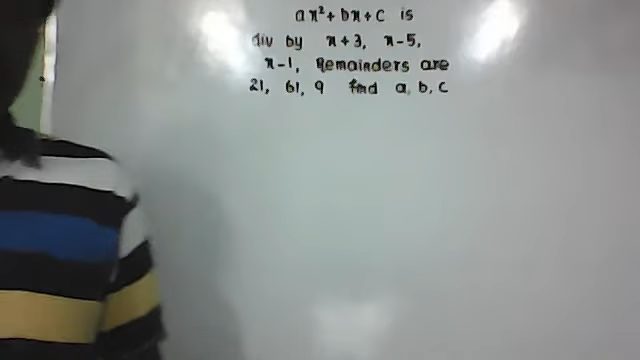 ax²+bx+c is
div by x+3, x-5,
x-1, Remainders are
21, 61, 9 find a, b, c